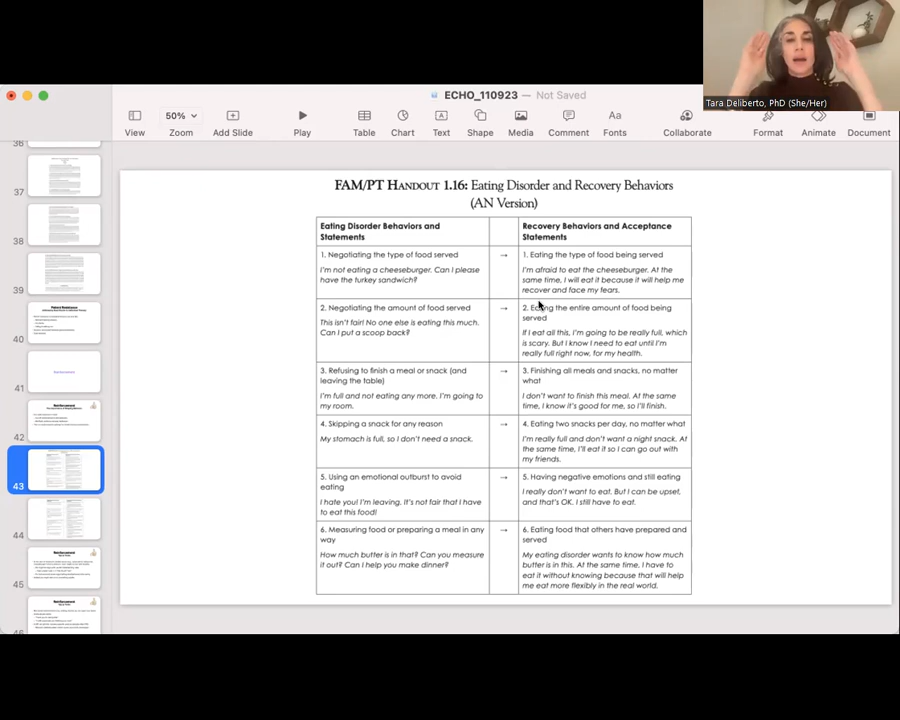 Tara Deliberto, PhD (She/Her)
ECHO_110923 — Not Saved
50%
View
Zoom
Add Slide
Play
Table
Chart
Text
Shape
Media
Comment
Fonts
Collaborate
Format
Animate
Document
36
37
38
39
40
41
42
43
44
45
46
FAM/PT HANDOUT 1.16: Eating Disorder and Recovery Behaviors
(AN Version)
Eating Disorder Behaviors and
Statements
Recovery Behaviors and Acceptance
Statements
1. Negotiating the type of food served
I'm not eating a cheeseburger. Can I please
have the turkey sandwich?
→
1. Eating the type of food being served
I'm afraid to eat the cheeseburger. At the
same time, I will eat it because it will help me
recover and face my fears.
2. Negotiating the amount of food served
This isn't fair! No one else is eating this much.
Can I put a scoop back?
→
2. Eating the entire amount of food being
served
If I eat all this, I'm going to be really full, which
is scary. But I know I need to eat until I'm
really full right now, for my health.
3. Refusing to finish a meal or snack (and
leaving the table)
I'm full and not eating any more. I'm going to
my room.
→
3. Finishing all meals and snacks, no matter
what
I don't want to finish this meal. At the same
time, I know it's good for me, so I'll finish.
4. Skipping a snack for any reason
My stomach is full, so I don't need a snack.
→
4. Eating two snacks per day, no matter what
I'm really full and don't want a night snack. At
the same time, I'll eat it so I can go out with
my friends.
5. Using an emotional outburst to avoid
eating
I hate you! I'm leaving. It's not fair that I have
to eat this food!
→
5. Having negative emotions and still eating
I really don't want to eat. But I can be upset,
and that's OK. I still have to eat.
6. Measuring food or preparing a meal in any
way
How much butter is in that? Can you measure
it out? Can I help you make dinner?
→
6. Eating food that others have prepared and
served
My eating disorder wants to know how much
butter is in this. At the same time, I have to
eat it without knowing because that will help
me eat more flexibly in the real world.